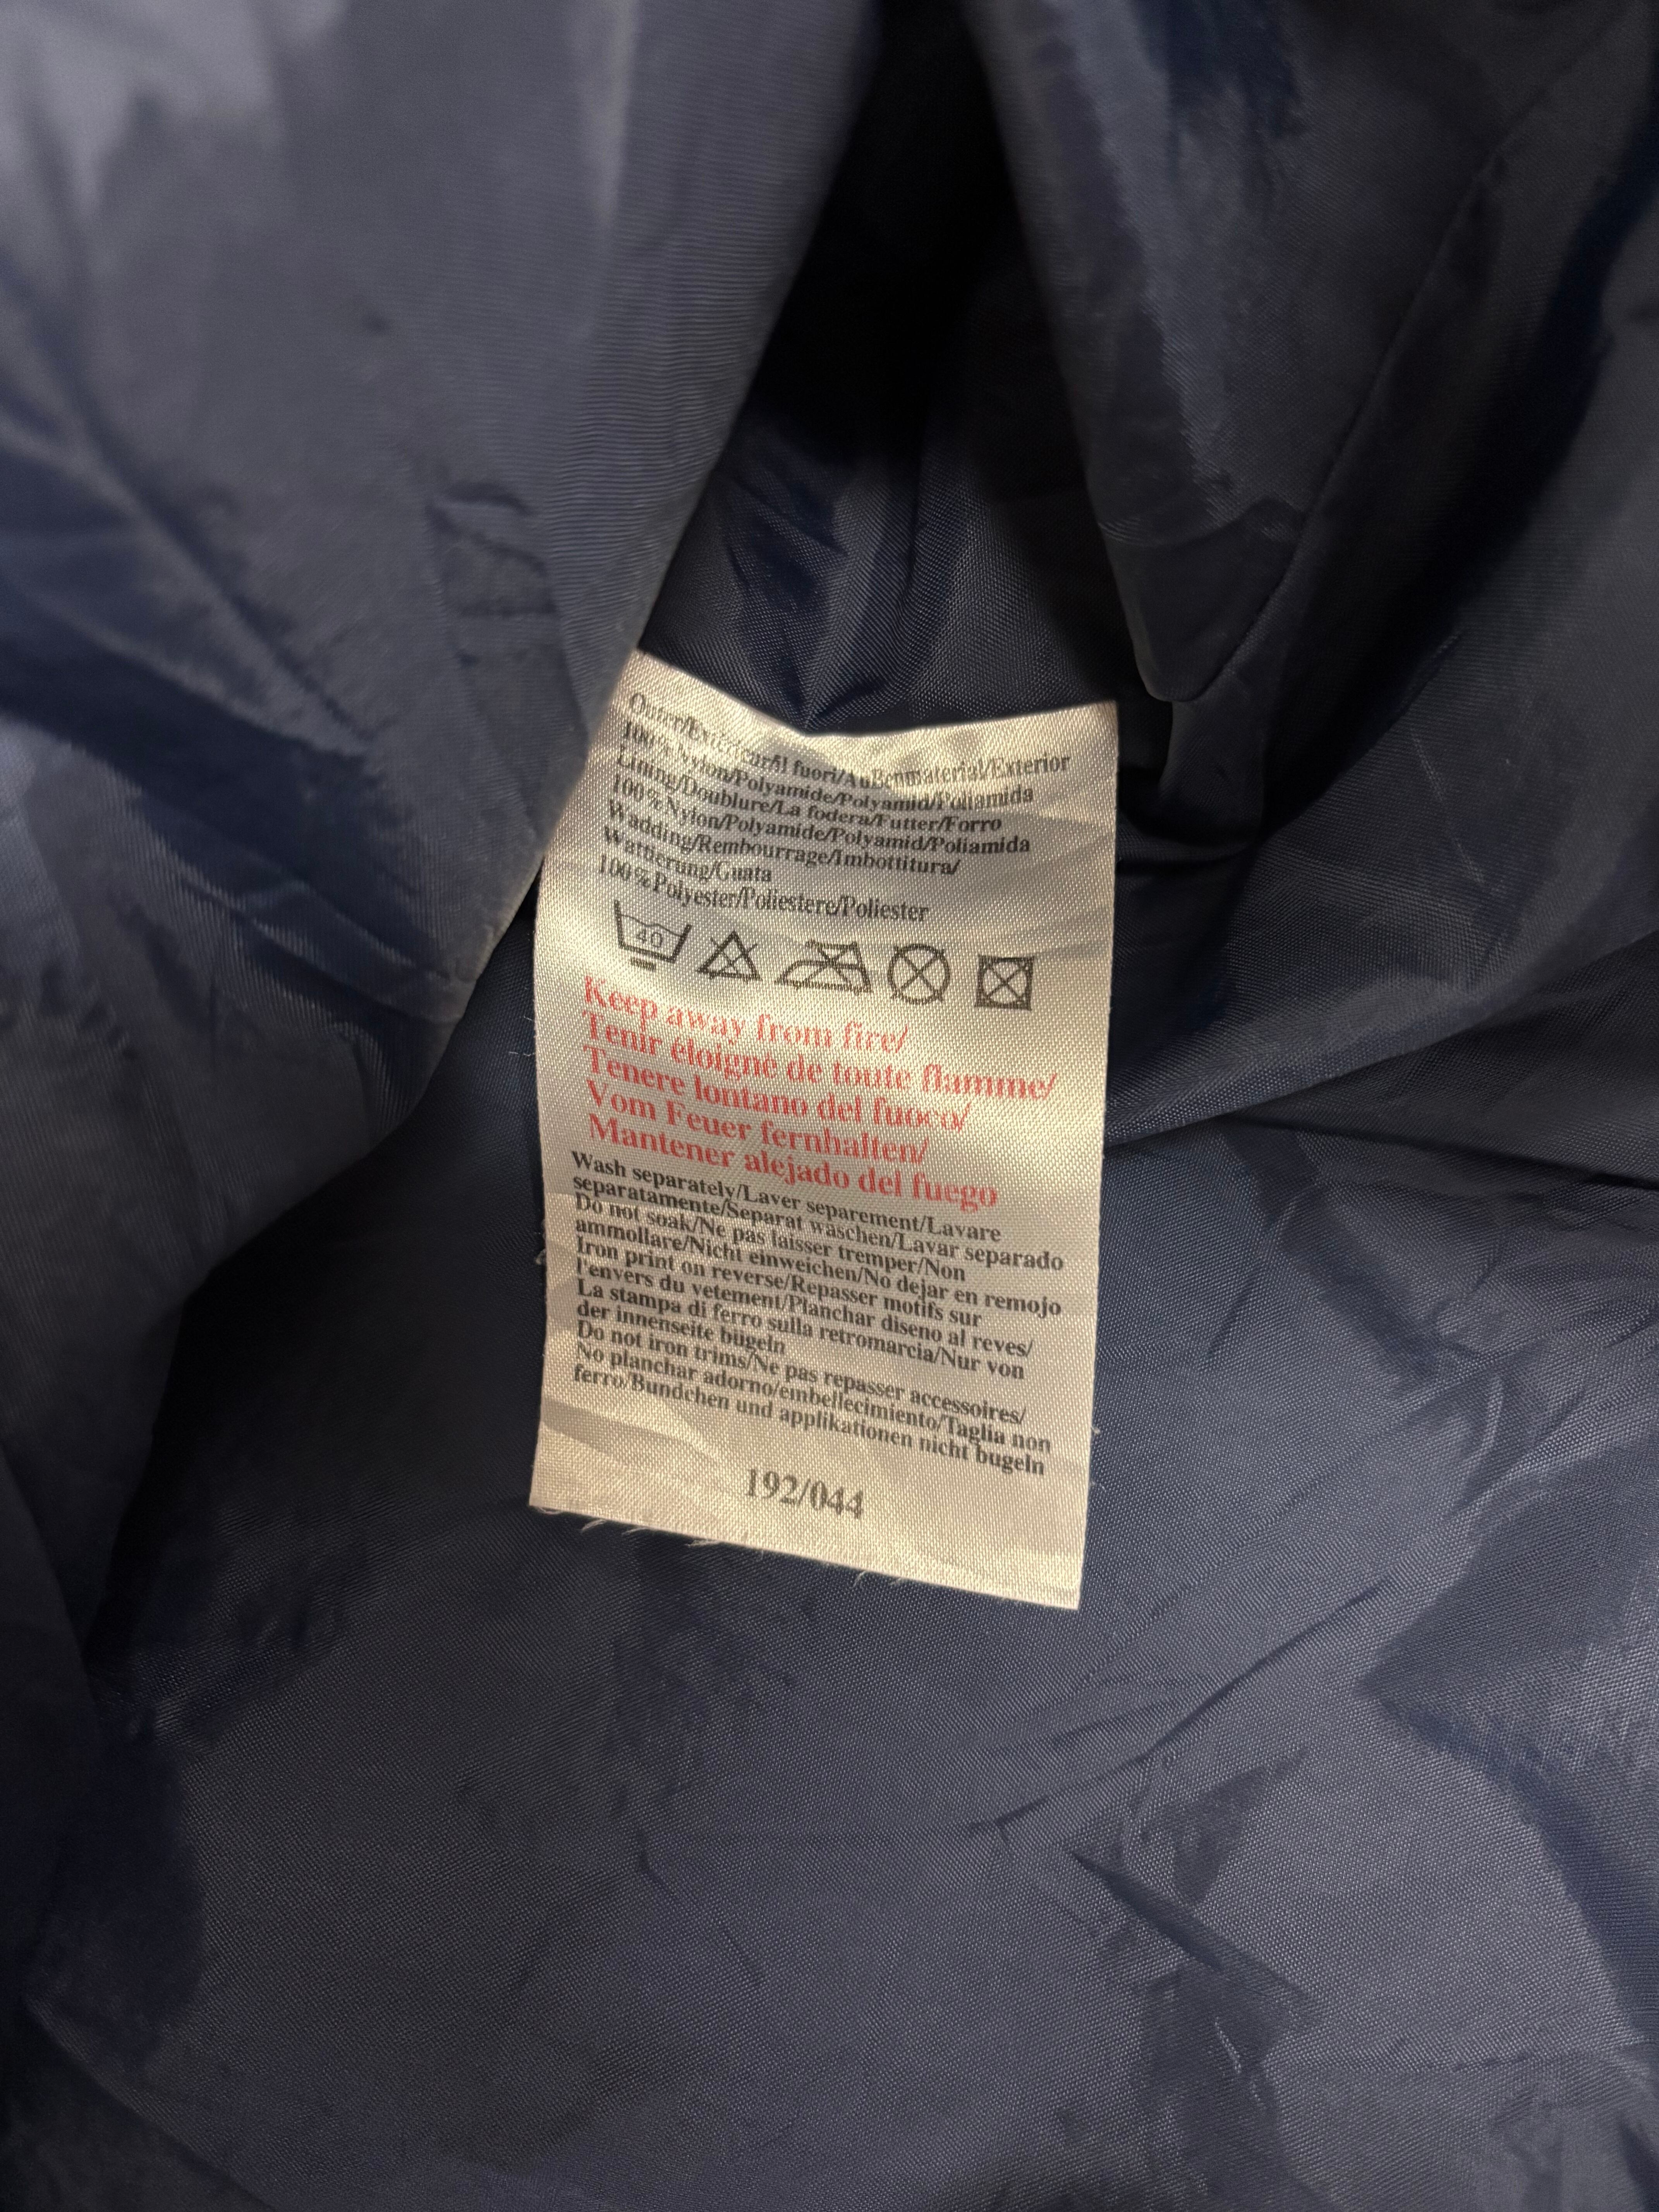 Outer/Extérieur/Il fuori/Außenmaterial/Exterior
100% Nylon/Polyamide/Polyamid/Poliamida
Lining/Doublure/La fodera/Futter/Forro
100%Nylon/Polyamide/Polyamid/Poliamida
Wadding/Rembourrage/Imbottitura/
Wattierung/Guata
100%Polyester/Poliestere/Poliester
40
Keep away from fire/
Tenir éloigné de toute flamme/
Tenere lontano del fuoco/
Vom Feuer fernhalten/
Mantener alejado del fuego
Wash separately/Laver separement/Lavare
separatamente/Separat waschen/Lavar separado
Do not soak/Ne pas laisser tremper/Non
ammollare/Nicht einweichen/No dejar en remojo
Iron print on reverse/Repasser motifs sur
l'envers du vetement/Planchar diseno al reves/
La stampa di ferro sulla retromarcia/Nur von
der innenseite bügeln
Do not iron trims/Ne pas repasser accessoires/
No planchar adorno/embellecimiento/Taglia non
ferro/Bundchen und applikationen nicht bugeln
192/044